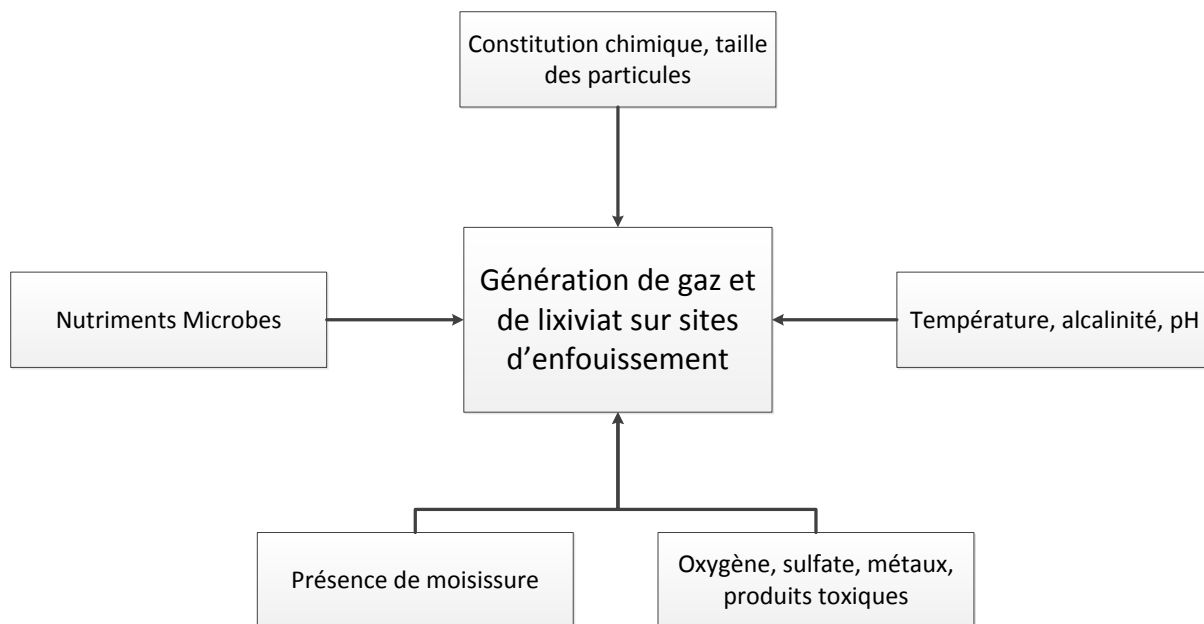 Constitution chimique, taille
des particules
Génération de gaz et
de lixiviat sur sites
d’enfouissement
Nutriments Microbes
Température, alcalinité, pH
Présence de moisissure
Oxygène, sulfate, métaux,
produits toxiques